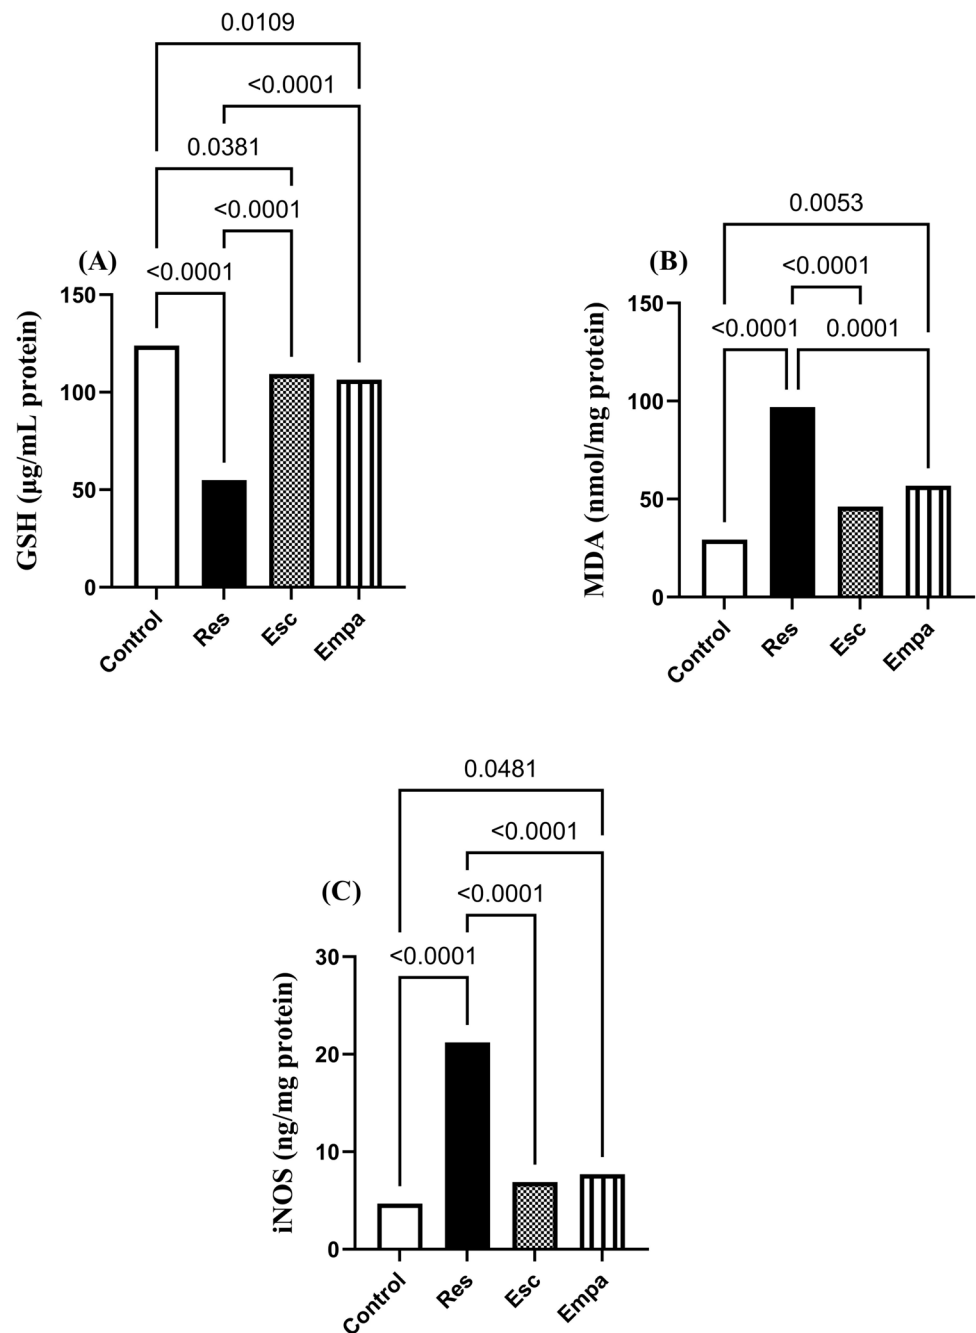 0.0109
<0.0001
0.0381
<0.0001
(A)
<0.0001
150
100
50
0
GSH (µg/mL protein)
Control
Res
Esc
Empa
0.0053
(B)
<0.0001
<0.0001 0.0001
150
100
50
0
MDA (nmol/mg protein)
Control
Res
Esc
Empa
0.0481
<0.0001
(C)
<0.0001
<0.0001
30
20
10
0
iNOS (ng/mg protein)
Control
Res
Esc
Empa